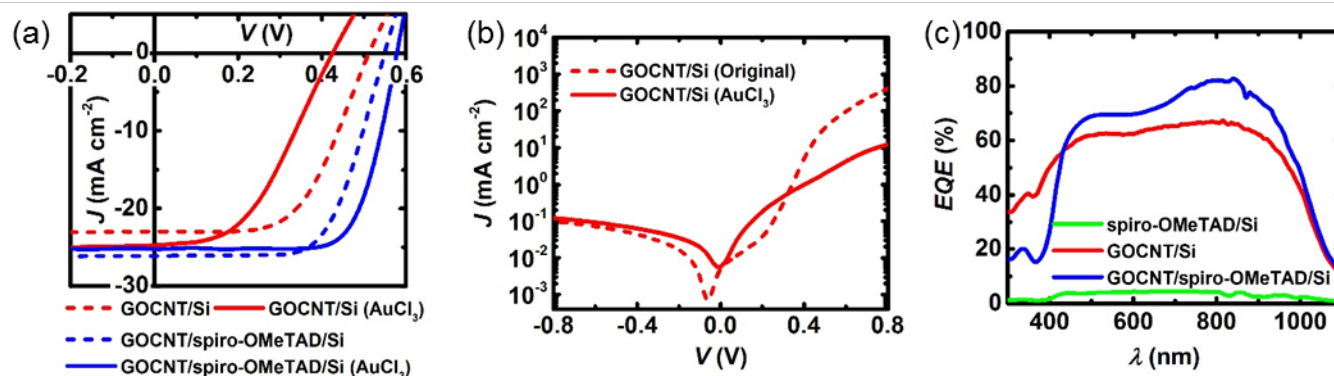 (a)
V (V)
-0.2 0.0 0.2 0.4 0.6
0
-10
-20
-30
J (mA cm⁻²)
GOCNT/Si GOCNT/Si (AuCl₃)
GOCNT/spiro-OMeTAD/Si
GOCNT/spiro-OMeTAD/Si (AuCl₃)
(b)
10⁴
10³
10²
10¹
10⁰
10⁻¹
10⁻²
10⁻³
J (mA cm⁻²)
GOCNT/Si (Original)
GOCNT/Si (AuCl₃)
-0.8 -0.4 0.0 0.4 0.8
V (V)
(c)
100
80
60
40
20
0
EQE (%)
spiro-OMeTAD/Si
GOCNT/Si
GOCNT/spiro-OMeTAD/Si
400 600 800 1000
λ (nm)